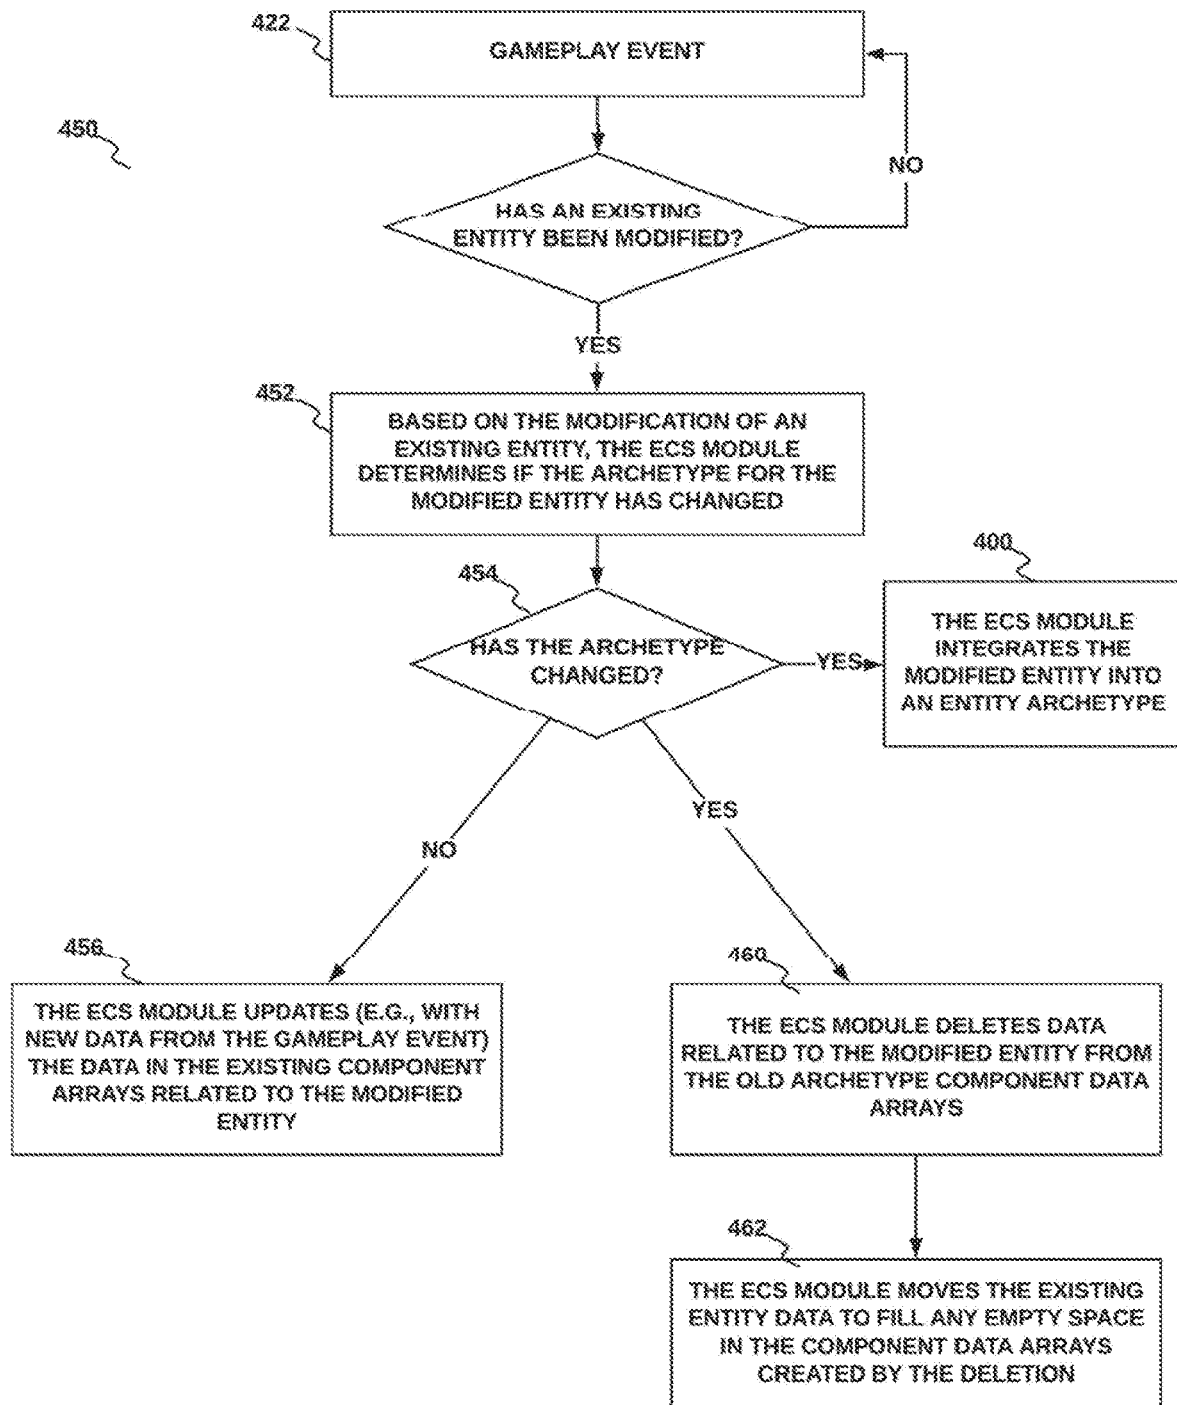 422
GAMEPLAY EVENT
450
NO
HAS AN EXISTING
ENTITY BEEN MODIFIED?
YES
452
BASED ON THE MODIFICATION OF AN
EXISTING ENTITY, THE ECS MODULE
DETERMINES IF THE ARCHETYPE FOR THE
MODIFIED ENTITY HAS CHANGED
400
454
HAS THE ARCHETYPE
CHANGED?
YES
THE ECS MODULE
INTEGRATES THE
MODIFIED ENTITY INTO
AN ENTITY ARCHETYPE
YES
NO
456
THE ECS MODULE UPDATES (E.G., WITH
NEW DATA FROM THE GAMEPLAY EVENT)
THE DATA IN THE EXISTING COMPONENT
ARRAYS RELATED TO THE MODIFIED
ENTITY
460
THE ECS MODULE DELETES DATA
RELATED TO THE MODIFIED ENTITY FROM
THE OLD ARCHETYPE COMPONENT DATA
ARRAYS
462
THE ECS MODULE MOVES THE EXISTING
ENTITY DATA TO FILL ANY EMPTY SPACE
IN THE COMPONENT DATA ARRAYS
CREATED BY THE DELETION